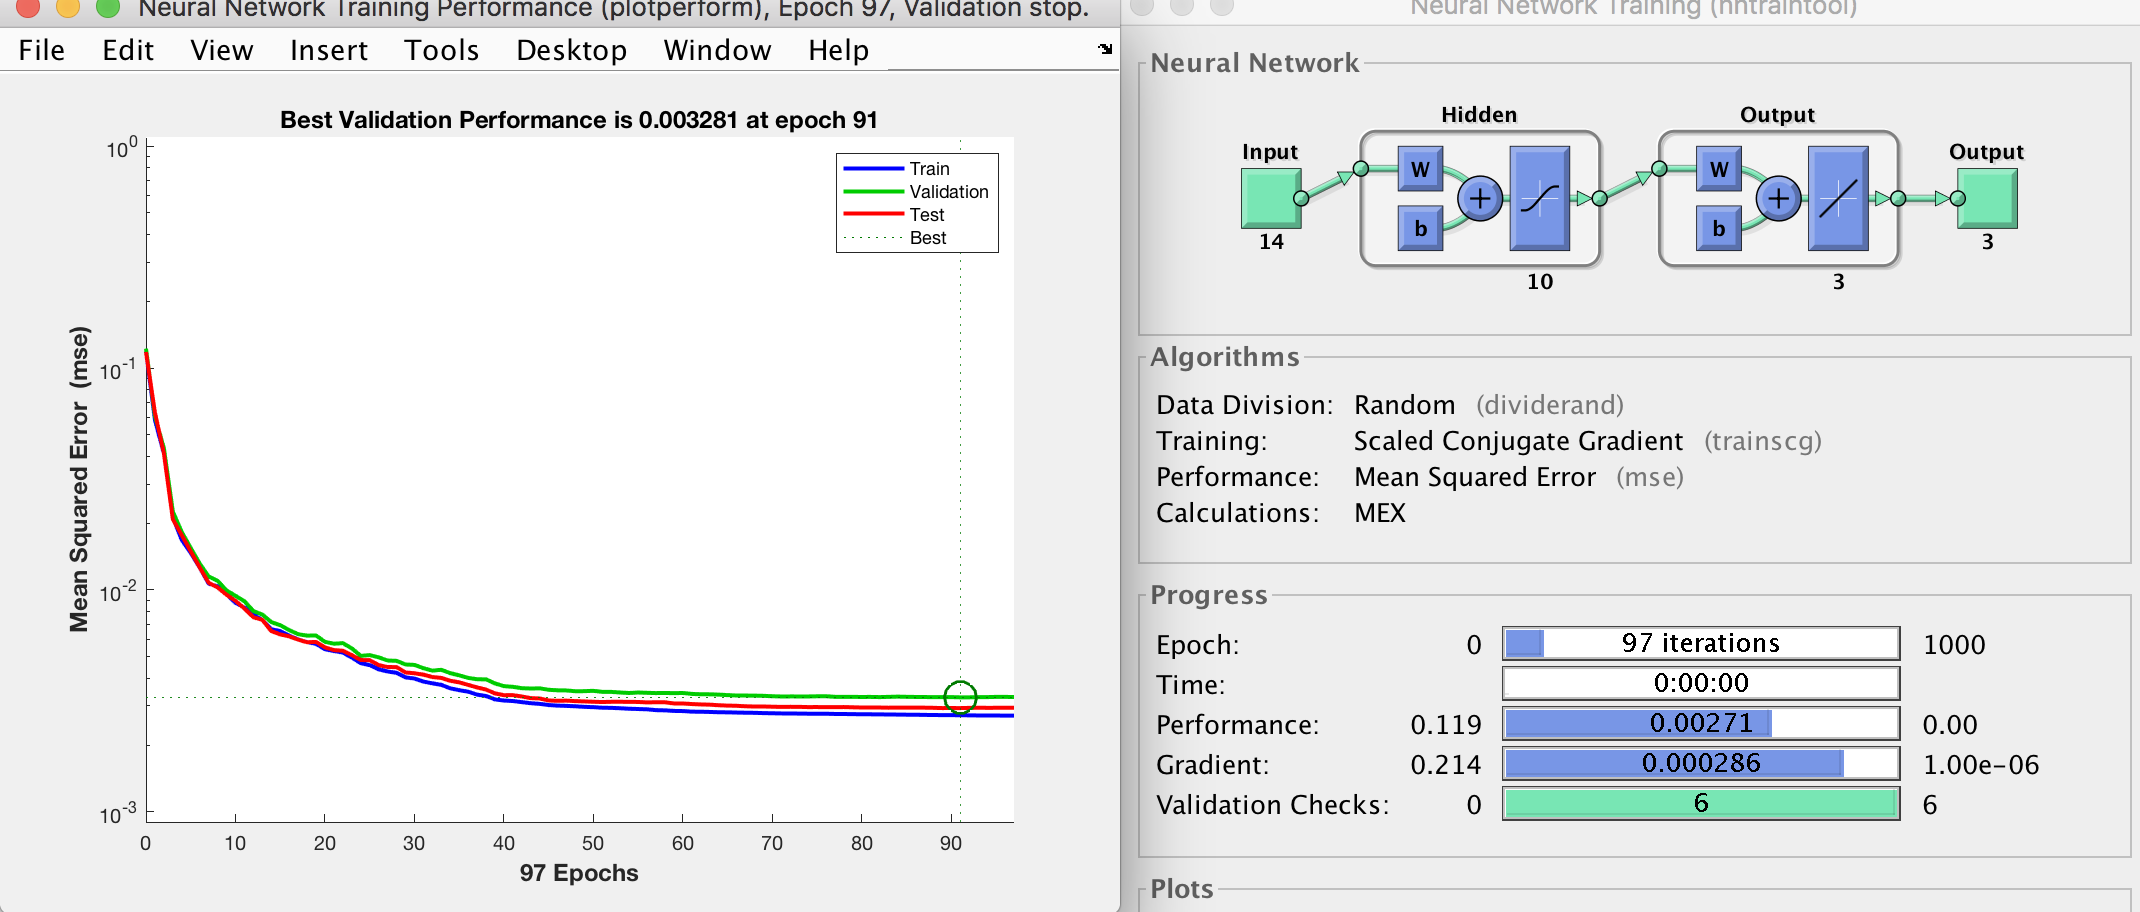 Neural Network Training Performance (plotperform), Epoch 97, Validation stop.
File Edit View Insert Tools Desktop Window Help
Best Validation Performance is 0.003281 at epoch 91
Mean Squared Error (mse)
10^0
10^-1
10^-2
10^-3
Train
Validation
Test
Best
0 10 20 30 40 50 60 70 80 90
97 Epochs
Neural Network Training (nntraintool)
Neural Network
Hidden
Output
Input
W
b
+
W
b
+
Output
14
10
3
3
Algorithms
Data Division: Random (dividerand)
Training: Scaled Conjugate Gradient (trainscg)
Performance: Mean Squared Error (mse)
Calculations: MEX
Progress
Epoch: 0 97 iterations 1000
Time: 0:00:00
Performance: 0.119 0.00271 0.00
Gradient: 0.214 0.000286 1.00e-06
Validation Checks: 0 6 6
Plots